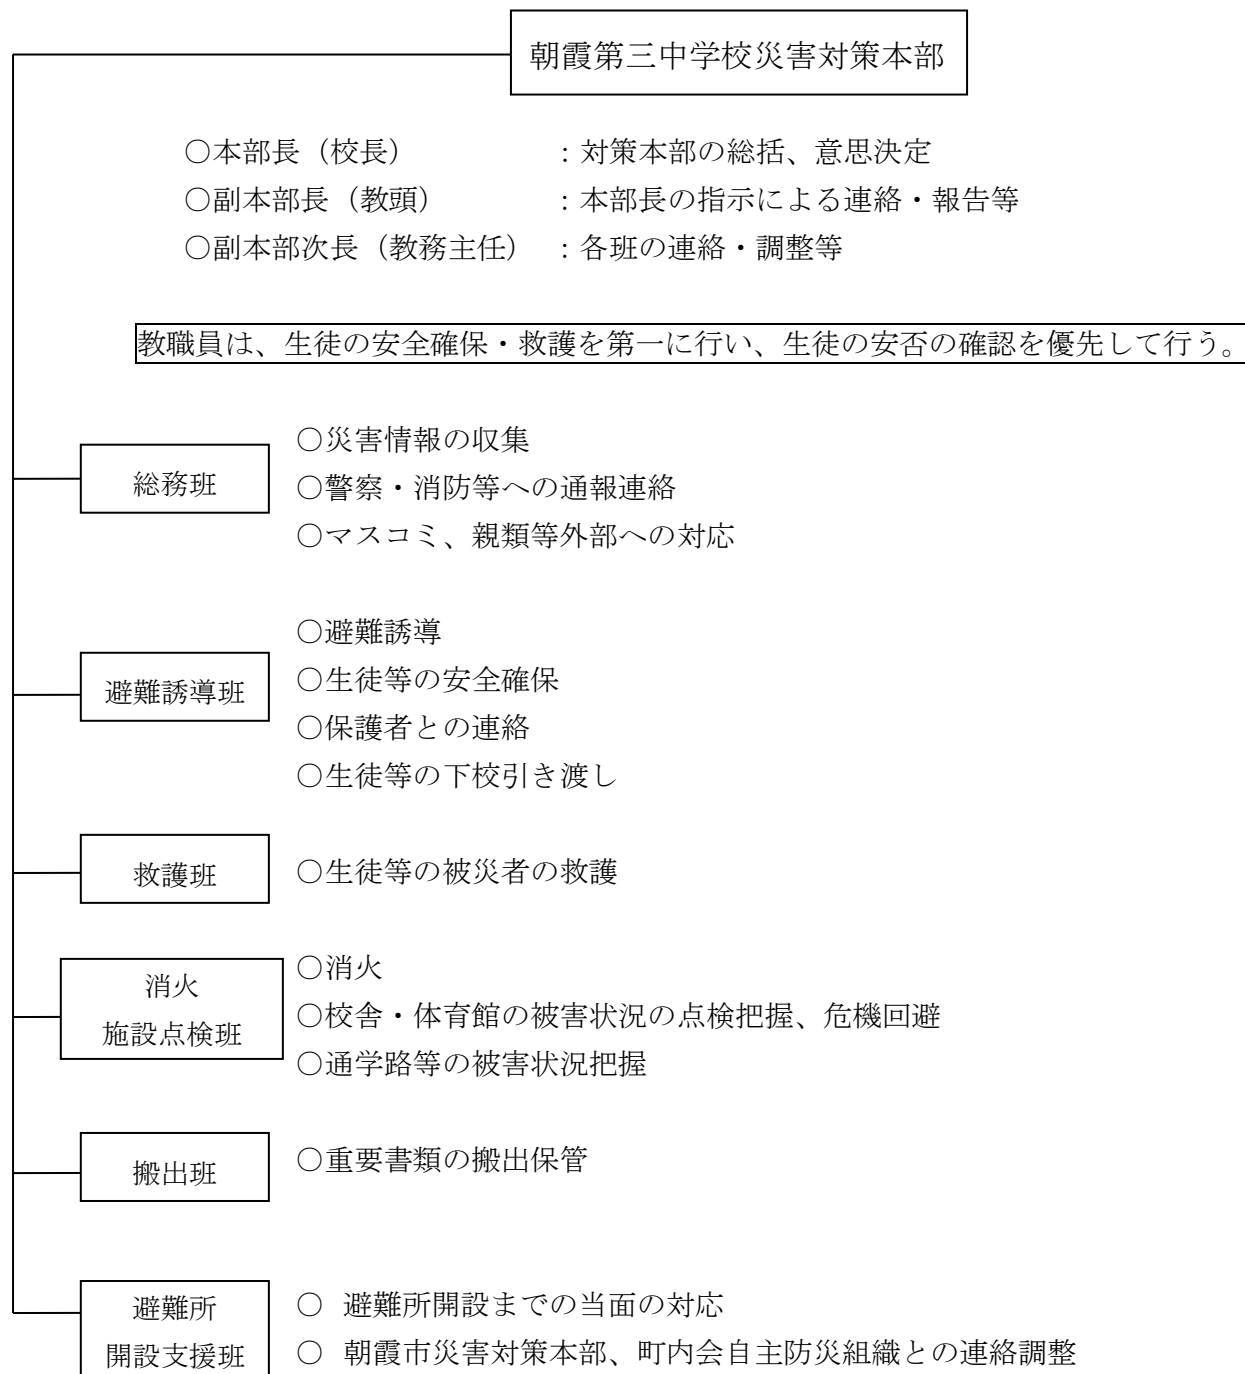 朝霞第三中学校災害対策本部
○本部長（校長）　　　　　：対策本部の総括、意思決定
○副本部長（教頭）　　　　：本部長の指示による連絡・報告等
○副本部次長（教務主任）　：各班の連絡・調整等
教職員は、生徒の安全確保・救護を第一に行い、生徒の安否の確認を優先して行う。
総務班
○災害情報の収集
○警察・消防等への通報連絡
○マスコミ、親類等外部への対応
避難誘導班
○避難誘導
○生徒等の安全確保
○保護者との連絡
○生徒等の下校引き渡し
救護班
○生徒等の被災者の救護
消火
施設点検班
○消火
○校舎・体育館の被害状況の点検把握、危機回避
○通学路等の被害状況把握
搬出班
○重要書類の搬出保管
避難所
開設支援班
○　避難所開設までの当面の対応
○　朝霞市災害対策本部、町内会自主防災組織との連絡調整